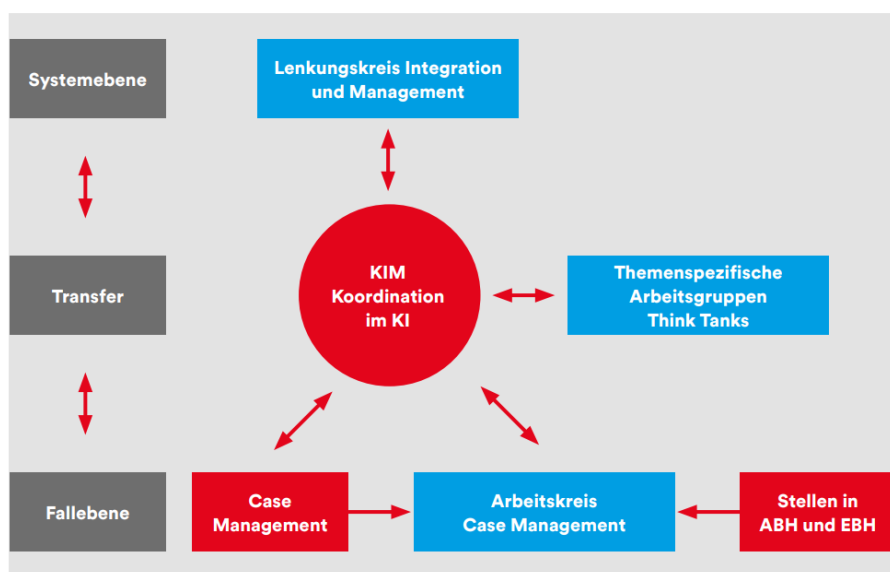 Systemebene
Lenkungskreis Integration
und Management
Transfer
KIM
Koordination
im KI
Themenspezifische
Arbeitsgruppen
Think Tanks
Fallebene
Case
Management
Arbeitskreis
Case Management
Stellen in
ABH und EBH